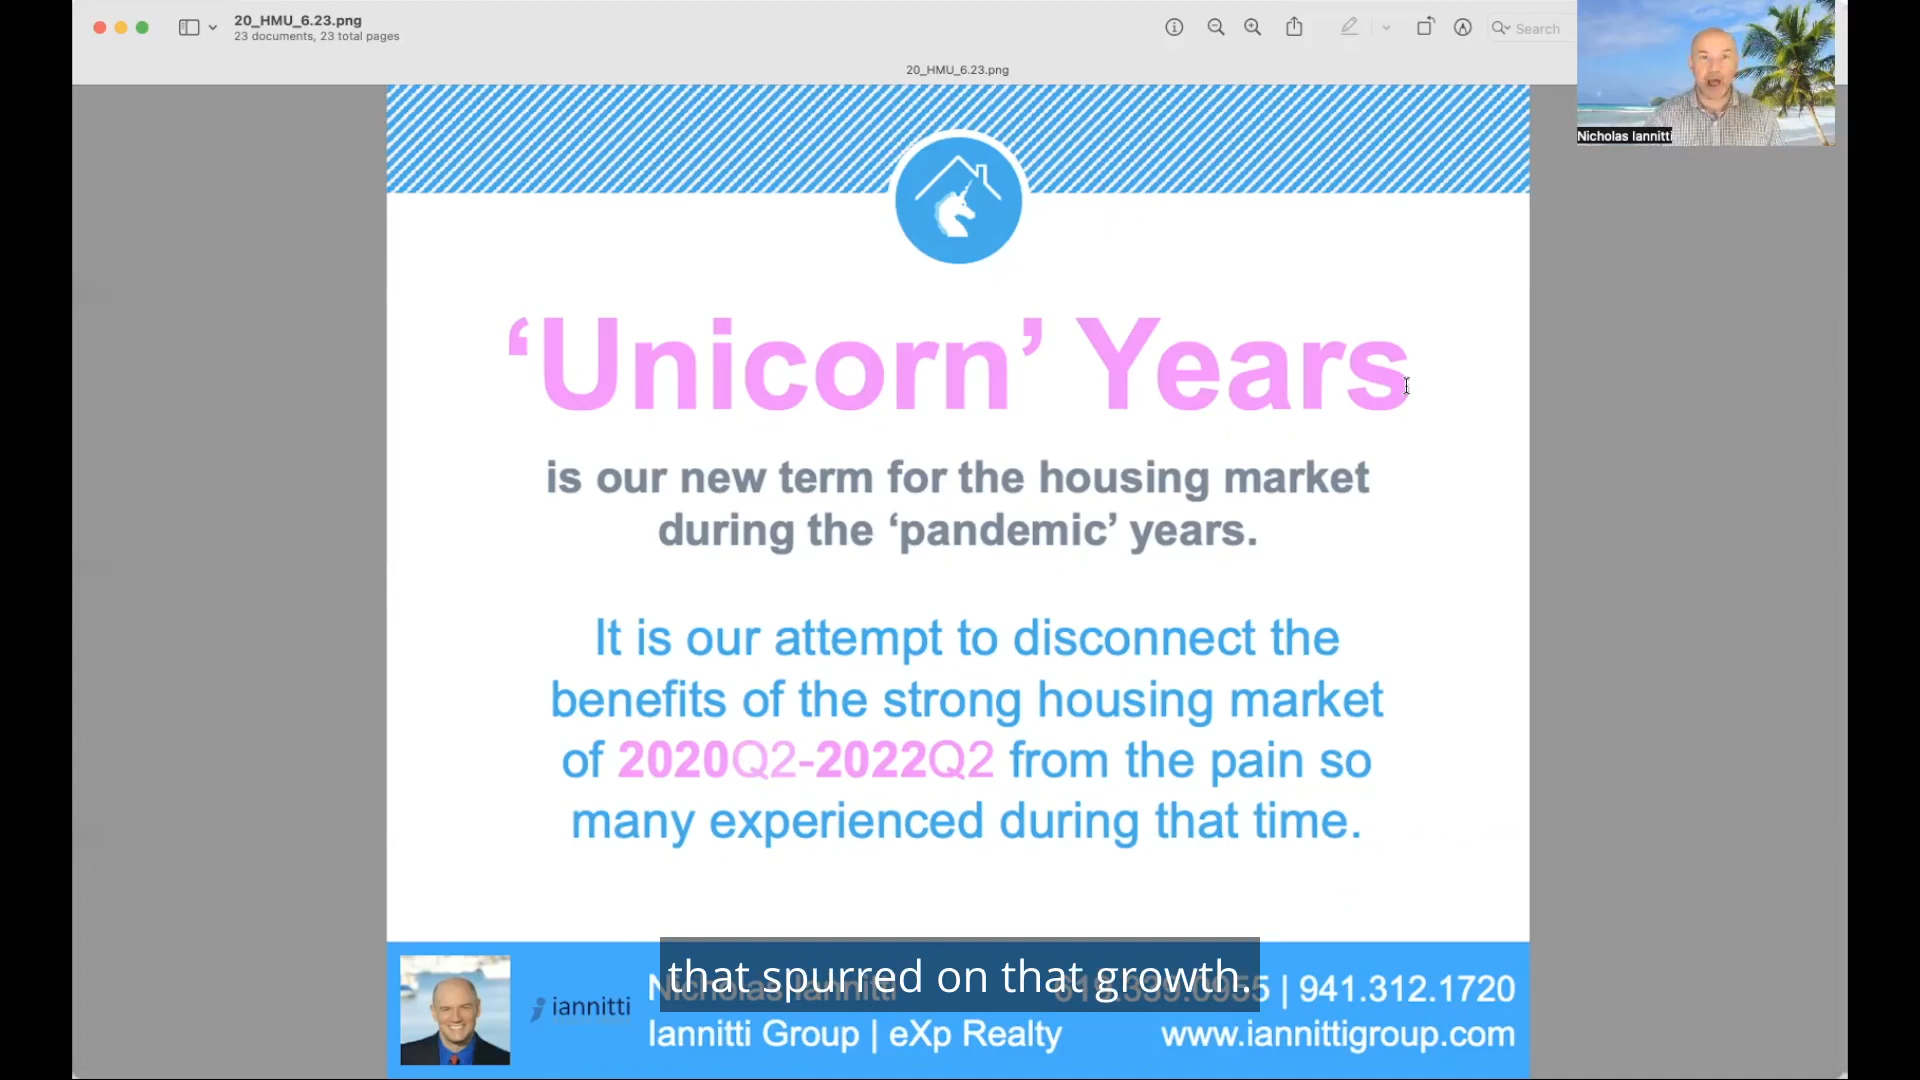 20_HMU_6.23.png
23 documents, 23 total pages
Search
20_HMU_6.23.png
Nicholas Iannitti
‘Unicorn’ Years
is our new term for the housing market
during the ‘pandemic’ years.
It is our attempt to disconnect the
benefits of the strong housing market
of 2020Q2-2022Q2 from the pain so
many experienced during that time.
that spurred on that growth.
iannitti
Nicholas Iannitti
| 941.312.1720
Iannitti Group | eXp Realty
www.iannittigroup.com